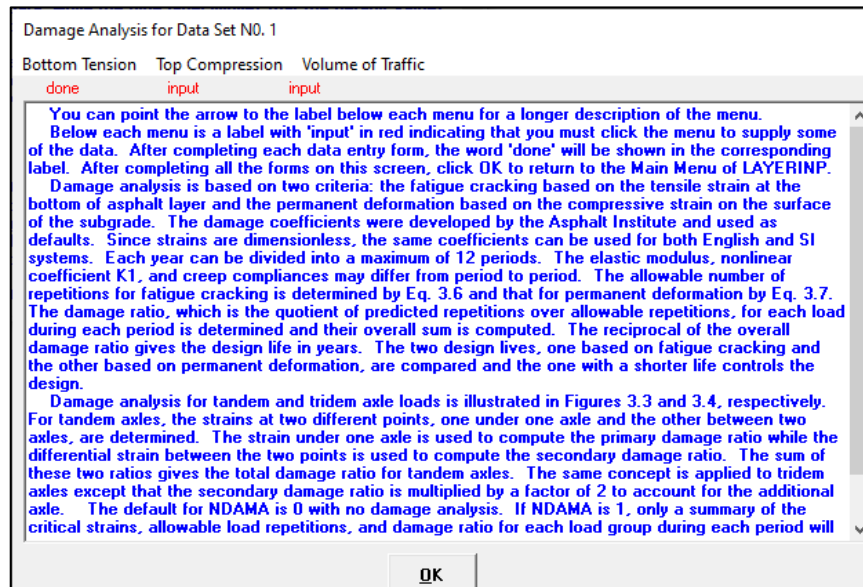 Damage Analysis for Data Set N0. 1
Bottom Tension Top Compression Volume of Traffic
done input input
You can point the arrow to the label below each menu for a longer description of the menu.
Below each menu is a label with 'input' in red indicating that you must click the menu to supply some
of the data. After completing each data entry form, the word 'done' will be shown in the corresponding
label. After completing all the forms on this screen, click OK to return to the Main Menu of LAYERINP.
Damage analysis is based on two criteria: the fatigue cracking based on the tensile strain at the
bottom of asphalt layer and the permanent deformation based on the compressive strain on the surface
of the subgrade. The damage coefficients were developed by the Asphalt Institute and used as
defaults. Since strains are dimensionless, the same coefficients can be used for both English and SI
systems. Each year can be divided into a maximum of 12 periods. The elastic modulus, nonlinear
coefficient K1, and creep compliances may differ from period to period. The allowable number of
repetitions for fatigue cracking is determined by Eq. 3.6 and that for permanent deformation by Eq. 3.7.
The damage ratio, which is the quotient of predicted repetitions over allowable repetitions, for each load
during each period is determined and their overall sum is computed. The reciprocal of the overall
damage ratio gives the design life in years. The two design lives, one based on fatigue cracking and
the other based on permanent deformation, are compared and the one with a shorter life controls the
design.
Damage analysis for tandem and tridem axle loads is illustrated in Figures 3.3 and 3.4, respectively.
For tandem axles, the strains at two different points, one under one axle and the other between two
axles, are determined. The strain under one axle is used to compute the primary damage ratio while the
differential strain between the two points is used to compute the secondary damage ratio. The sum of
these two ratios gives the total damage ratio for tandem axles. The same concept is applied to tridem
axles except that the secondary damage ratio is multiplied by a factor of 2 to account for the additional
axle. The default for NDAMA is 0 with no damage analysis. If NDAMA is 1, only a summary of the
critical strains, allowable load repetitions, and damage ratio for each load group during each period will
OK